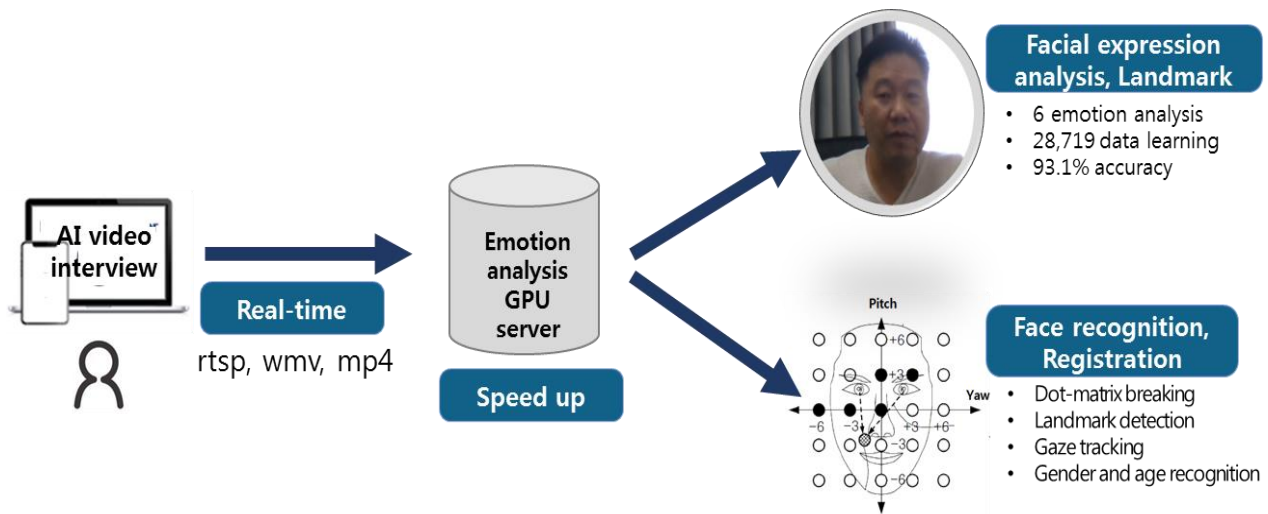 AI video
interview
Real-time
rtsp, wmv, mp4
Emotion
analysis
GPU
server
Speed up
Facial expression
analysis, Landmark
• 6 emotion analysis
• 28,719 data learning
• 93.1% accuracy
Pitch
+6
+3
Yaw
-6 -3 +3 +6
-3
-6
Face recognition,
Registration
• Dot-matrix breaking
• Landmark detection
• Gaze tracking
• Gender and age recognition